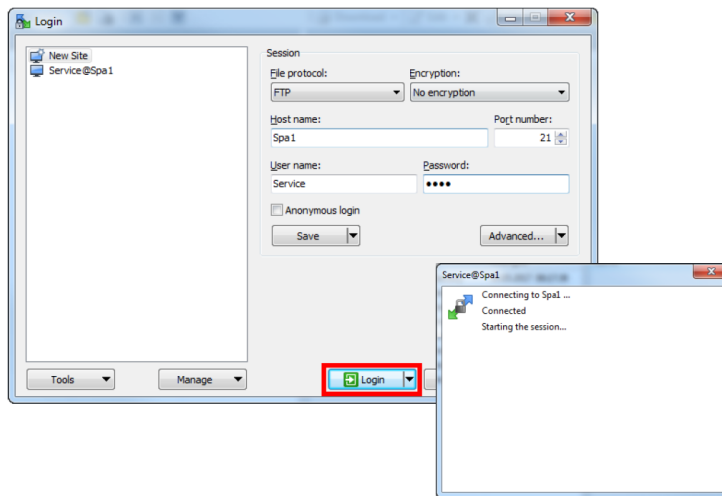 Login
New Site
Service@Spa1
Session
File protocol:
Encryption:
FTP
No encryption
Host name:
Port number:
Spa1
21
User name:
Password:
Service
••••
Anonymous login
Save
Advanced...
Tools
Manage
Login
Service@Spa1
Connecting to Spa1 ...
Connected
Starting the session...